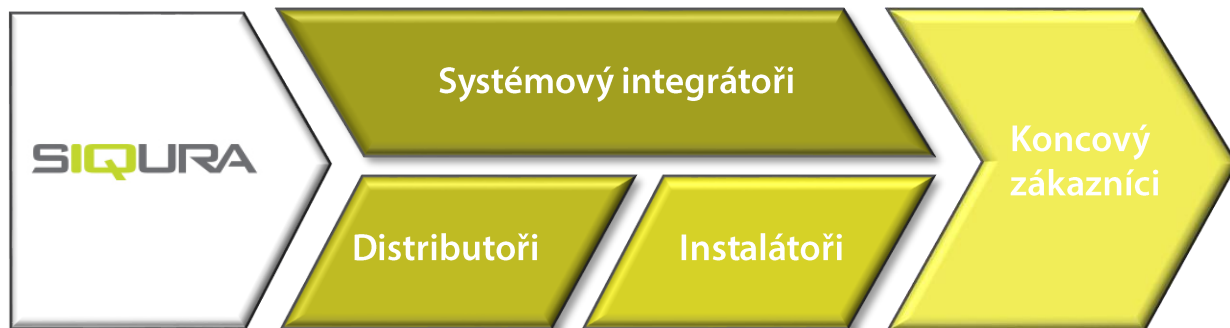 SIQURA
Systémový integrátoři
Distributoři
Instalátoři
Koncový
zákazníci